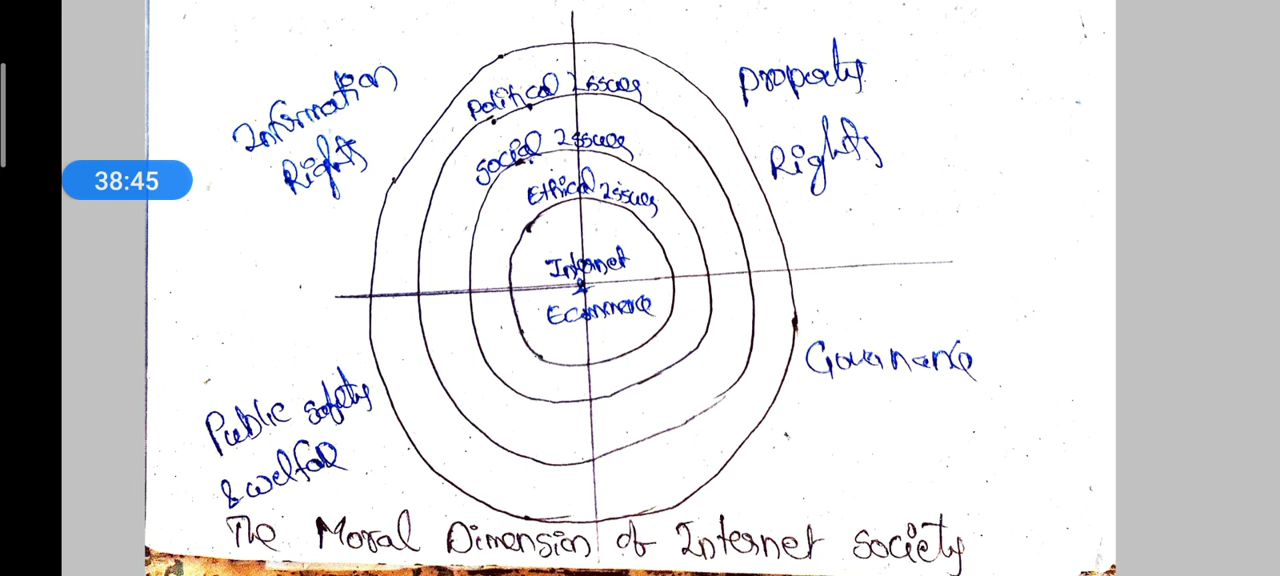 Political Issues
Social Issues
Ethical Issues
Internet
&
Ecommerce
Information
Rights
Property
Rights
38:45
Governance
Public safety
& welfare
The Moral Dimension of Internet society